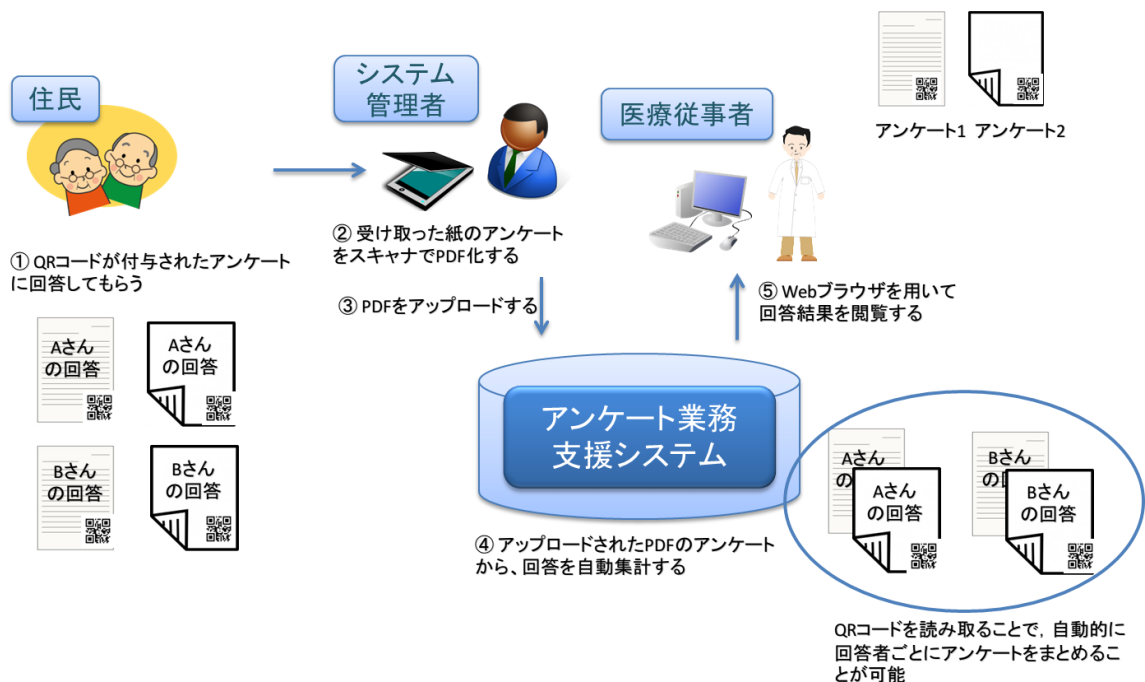 住民
システム
管理者
医療従事者
アンケート1 アンケート2
① QRコードが付与されたアンケート
に回答してもらう
② 受け取った紙のアンケート
をスキャナでPDF化する
③ PDFをアップロードする
⑤ Webブラウザを用いて
回答結果を閲覧する
Aさん
の回答
Aさん
の回答
Bさん
の回答
Bさん
の回答
アンケート業務
支援システム
Aさん
の
Aさん
の回答
Bさん
の
Bさん
の回答
④ アップロードされたPDFのアンケート
から、回答を自動集計する
QRコードを読み取ることで, 自動的に
回答者ごとにアンケートをまとめるこ
とが可能